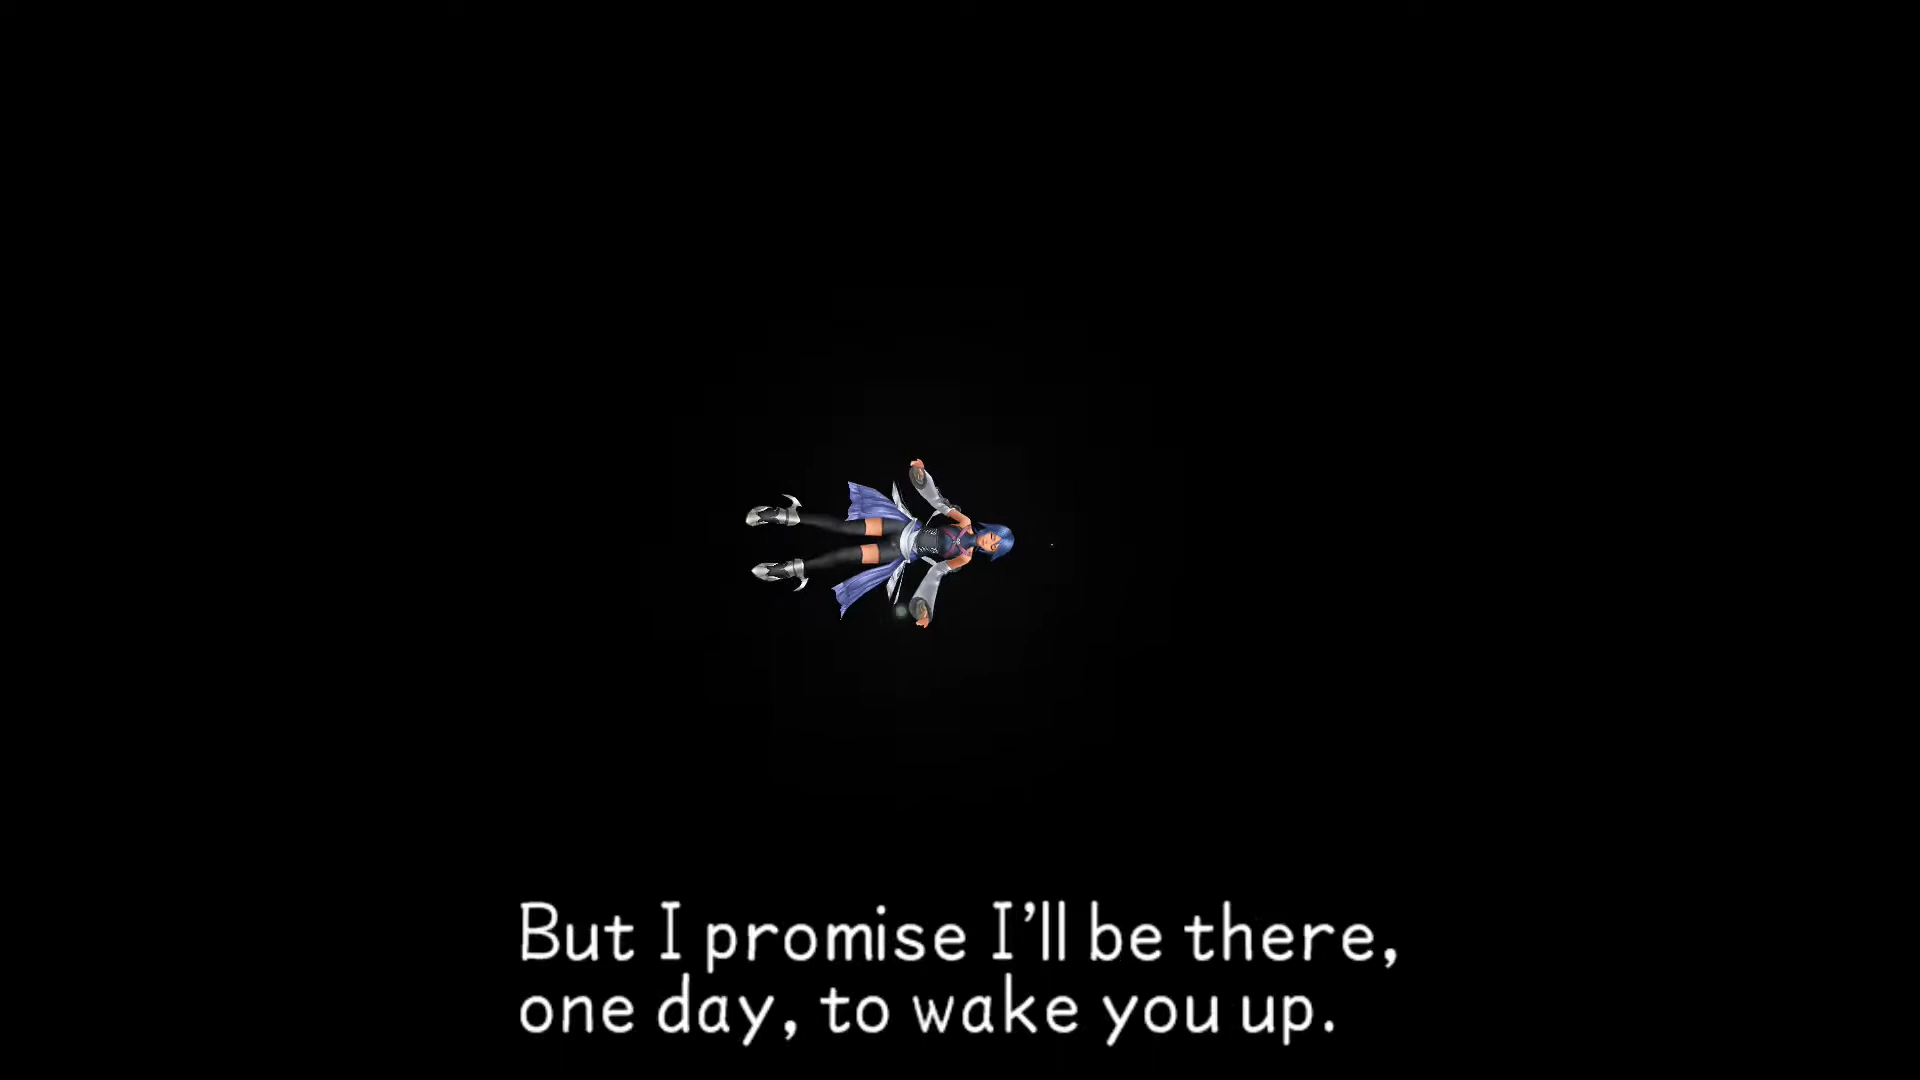 But I promise I'll be there,
one day, to wake you up.